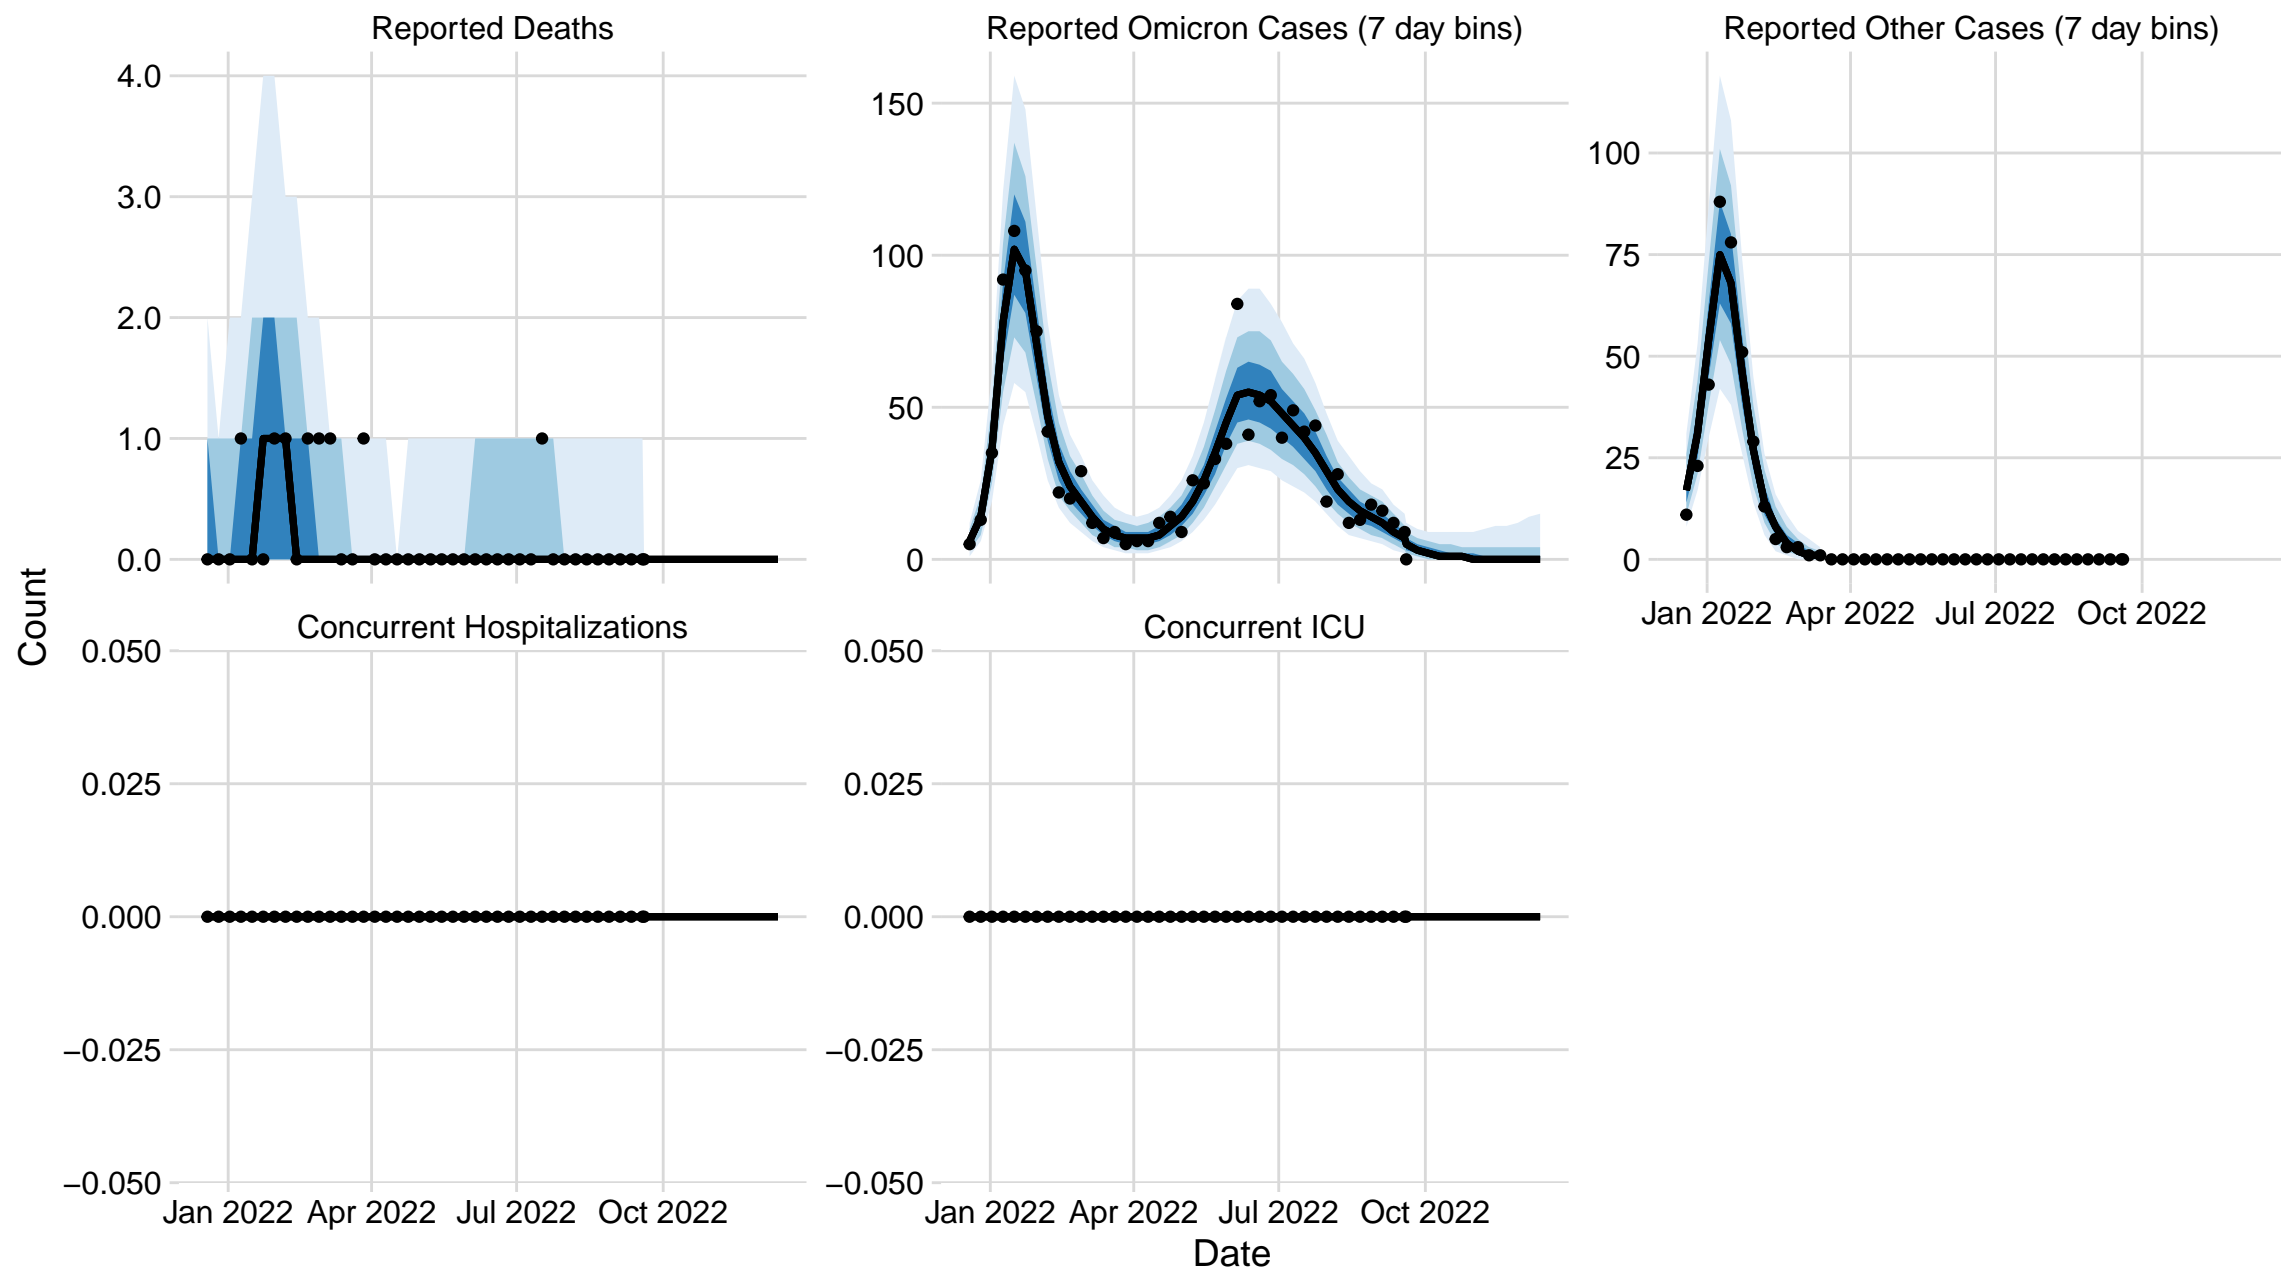 Reported Deaths
4.0
3.0
2.0
1.0
0.0
Reported Omicron Cases (7 day bins)
150
100
50
0
Reported Other Cases (7 day bins)
100
75
50
25
0
Jan 2022 Apr 2022 Jul 2022 Oct 2022
Count
Concurrent Hospitalizations
0.050
0.025
0.000
−0.025
−0.050
Jan 2022 Apr 2022 Jul 2022 Oct 2022
Concurrent ICU
0.050
0.025
0.000
−0.025
−0.050
Jan 2022 Apr 2022 Jul 2022 Oct 2022
Date